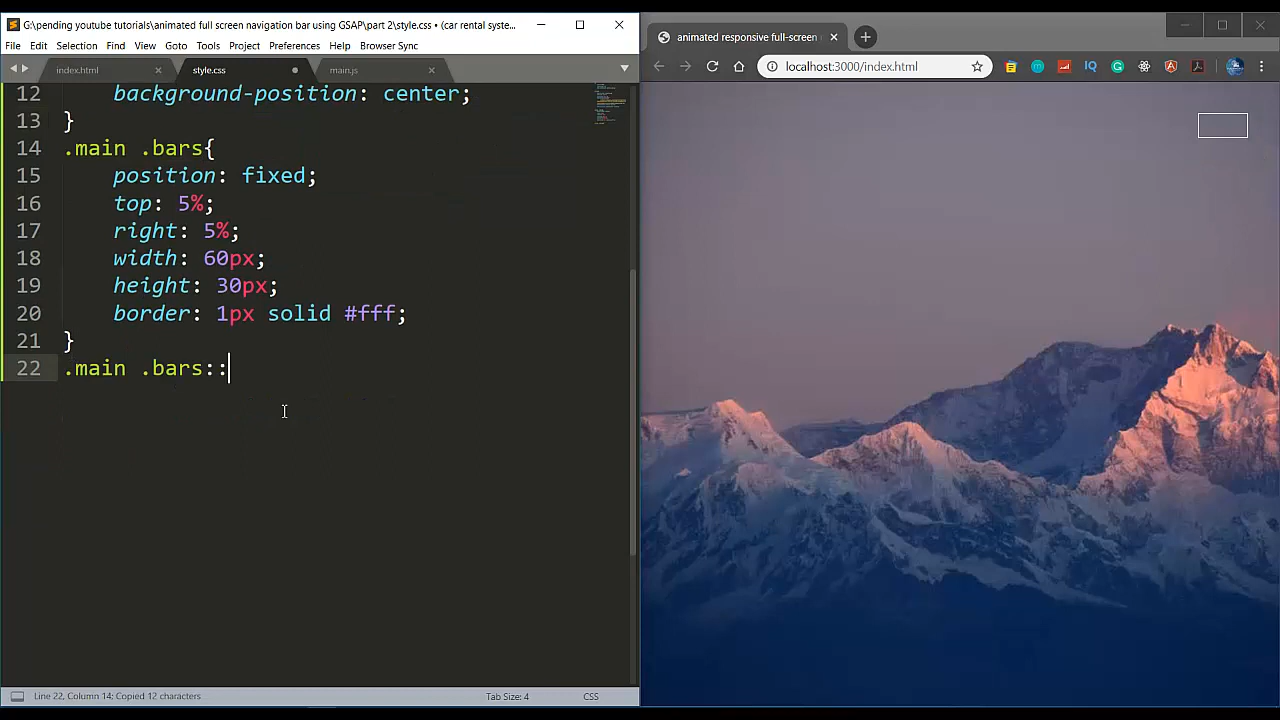 G:\pending youtube tutorials\animated full screen navigation bar using GSAP\part 2\style.css • (car rental syste...
File Edit Selection Find View Goto Tools Project Preferences Help Browser Sync
index.html
style.css
main.js
12 background-position: center;
13 }
14 .main .bars{
15 position: fixed;
16 top: 5%;
17 right: 5%;
18 width: 60px;
19 height: 30px;
20 border: 1px solid #fff;
21 }
22 .main .bars::
Line 22, Column 14; Copied 12 characters
Tab Size: 4
CSS
animated responsive full-screen
localhost:3000/index.html
IQ